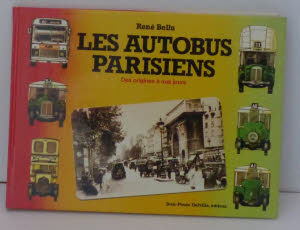 René Bellu
LES AUTOBUS
PARISIENS
Des origines à nos jours
Jean-Pierre Delville, éditeur